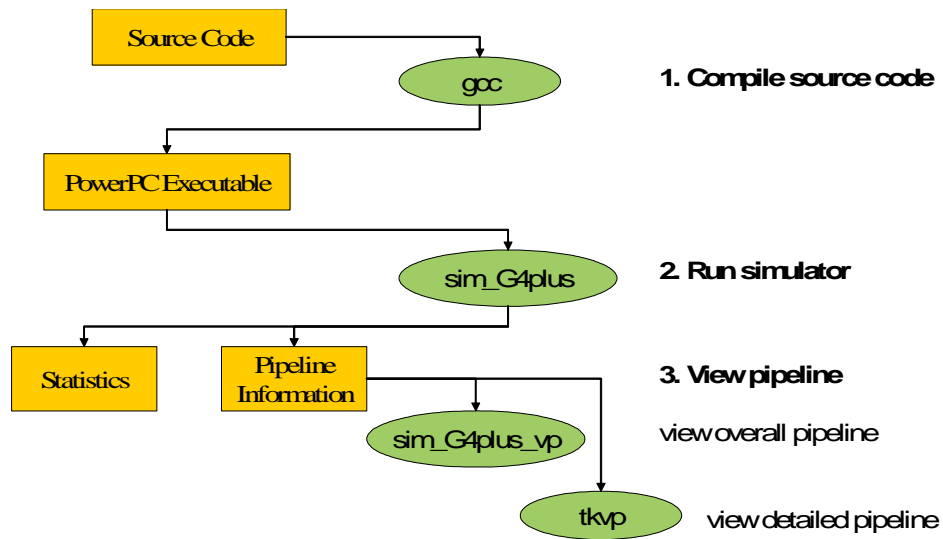 Source Code
gcc
1. Compile source code
PowerPC Executable
sim_G4plus
2. Run simulator
Statistics
Pipeline
Information
3. View pipeline
sim_G4plus_vp
view overall pipeline
tkvp
view detailed pipeline